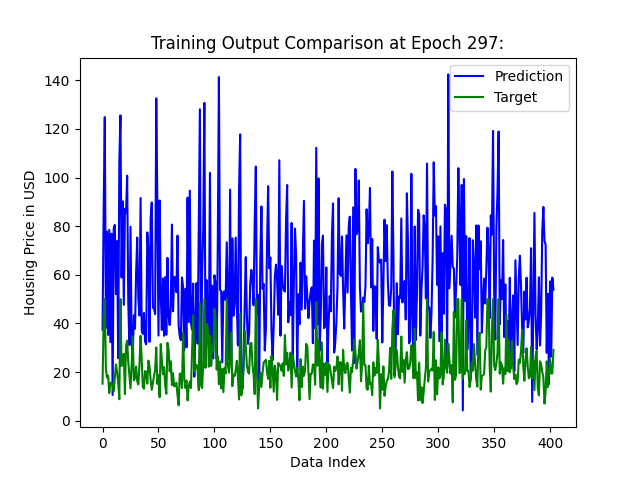 Training Output Comparison at Epoch 297:
Prediction
Target
Housing Price in USD
140
120
100
80
60
40
20
0
0 50 100 150 200 250 300 350 400
Data Index